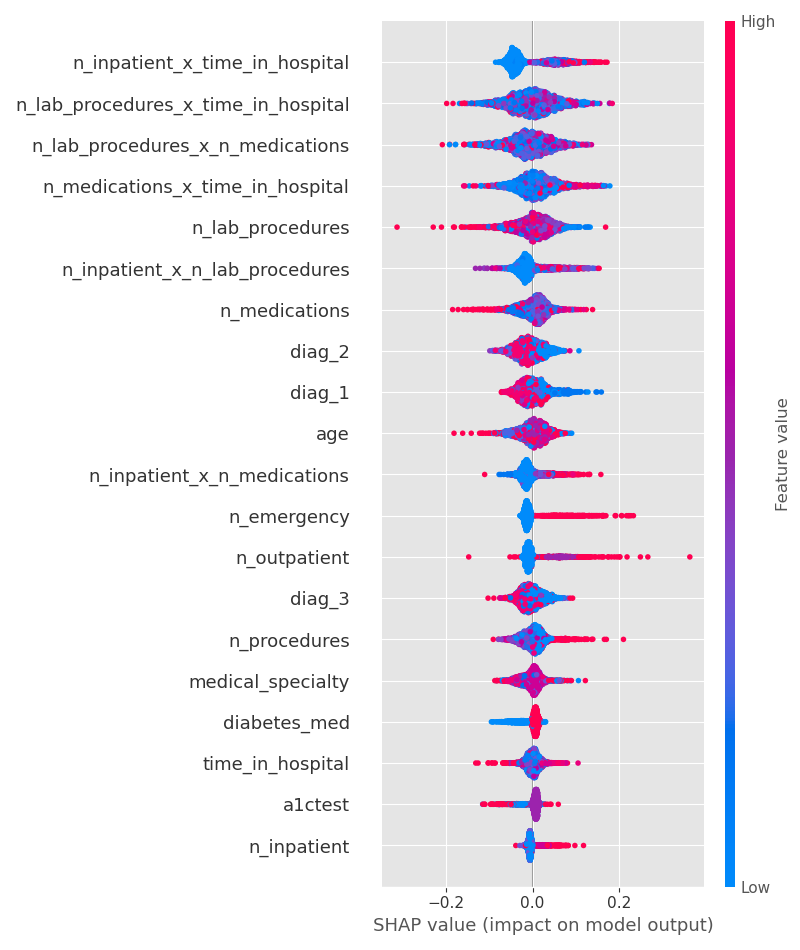 High
n_inpatient_x_time_in_hospital
n_lab_procedures_x_time_in_hospital
n_lab_procedures_x_n_medications
n_medications_x_time_in_hospital
n_lab_procedures
n_inpatient_x_n_lab_procedures
n_medications
diag_2
diag_1
age
n_inpatient_x_n_medications
n_emergency
n_outpatient
diag_3
n_procedures
medical_specialty
diabetes_med
time_in_hospital
a1ctest
n_inpatient
Feature value
Low
−0.2 0.0 0.2
SHAP value (impact on model output)